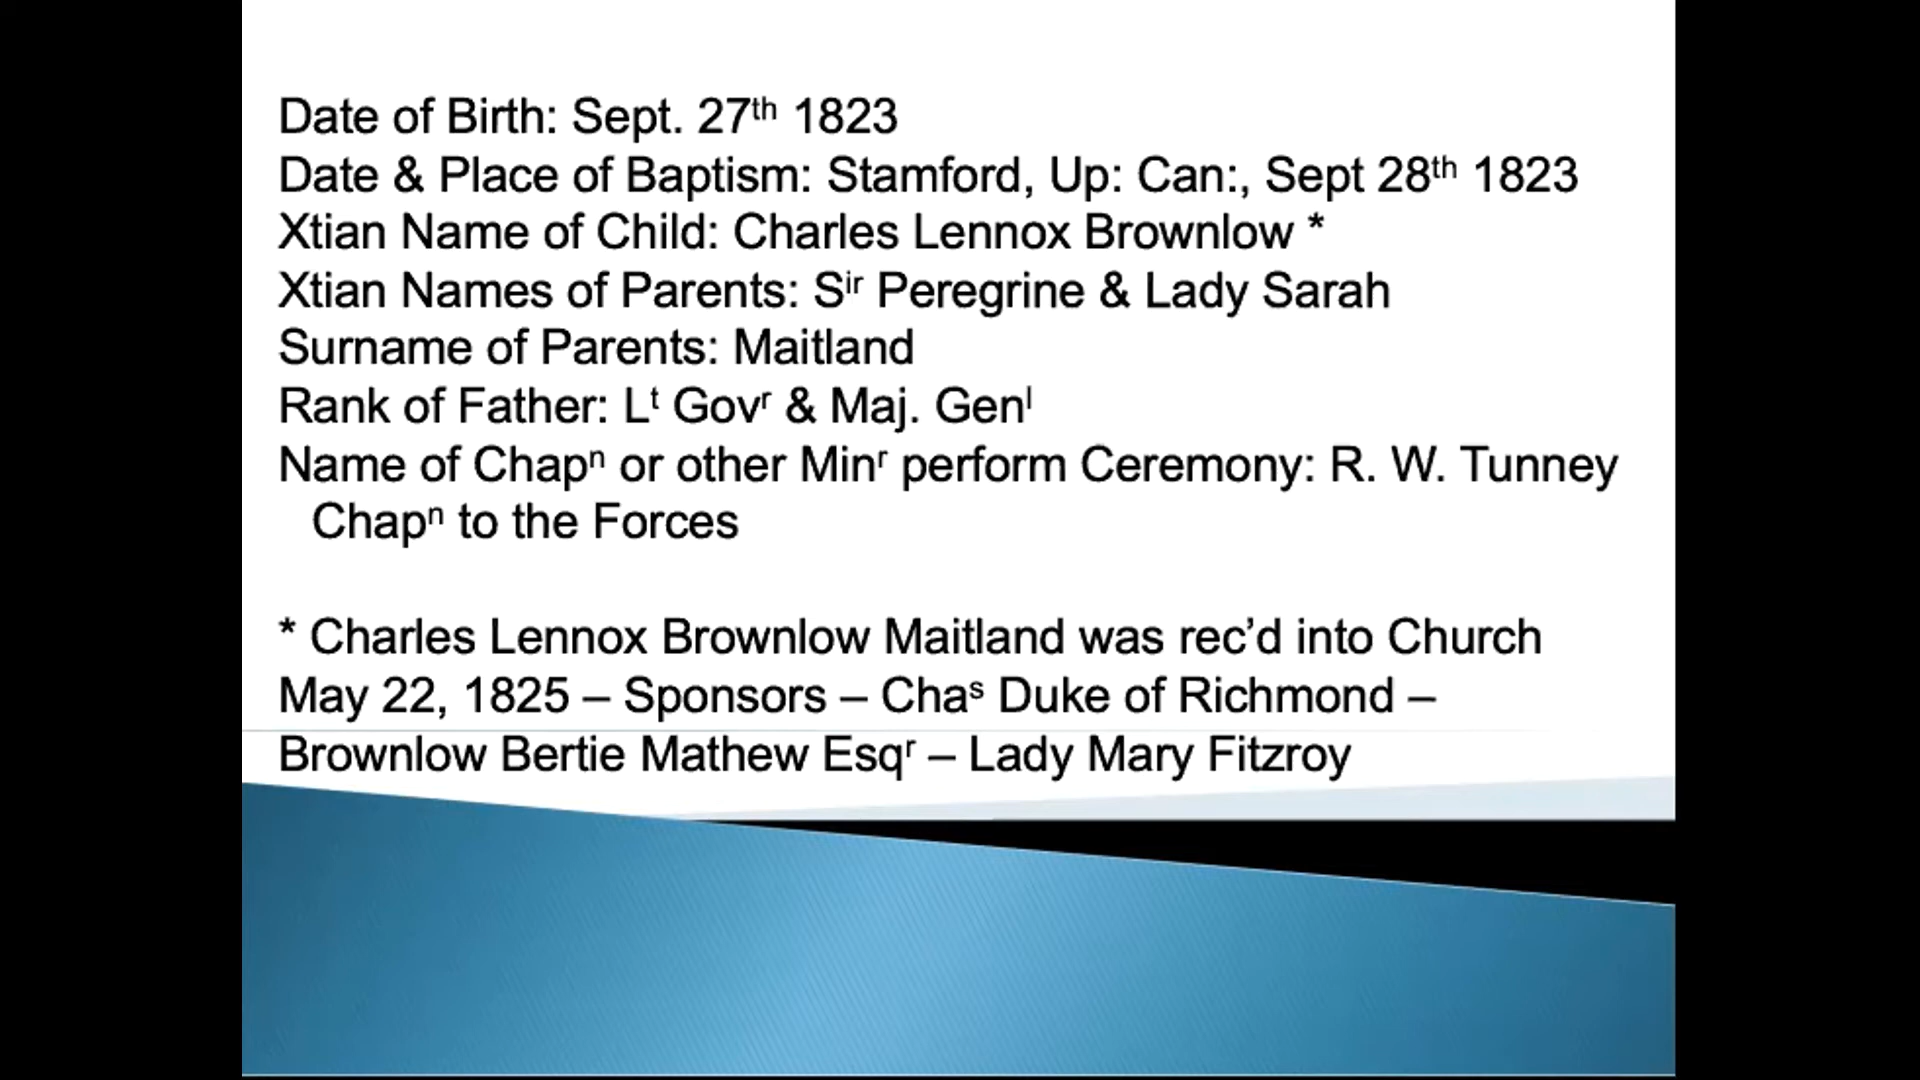 Date of Birth: Sept. 27th 1823
Date & Place of Baptism: Stamford, Up: Can:, Sept 28th 1823
Xtian Name of Child: Charles Lennox Brownlow *
Xtian Names of Parents: Sir Peregrine & Lady Sarah
Surname of Parents: Maitland
Rank of Father: Lt Govr & Maj. Genl
Name of Chapn or other Minr perform Ceremony: R. W. Tunney
Chapn to the Forces
* Charles Lennox Brownlow Maitland was rec’d into Church
May 22, 1825 – Sponsors – Chas Duke of Richmond –
Brownlow Bertie Mathew Esqr – Lady Mary Fitzroy